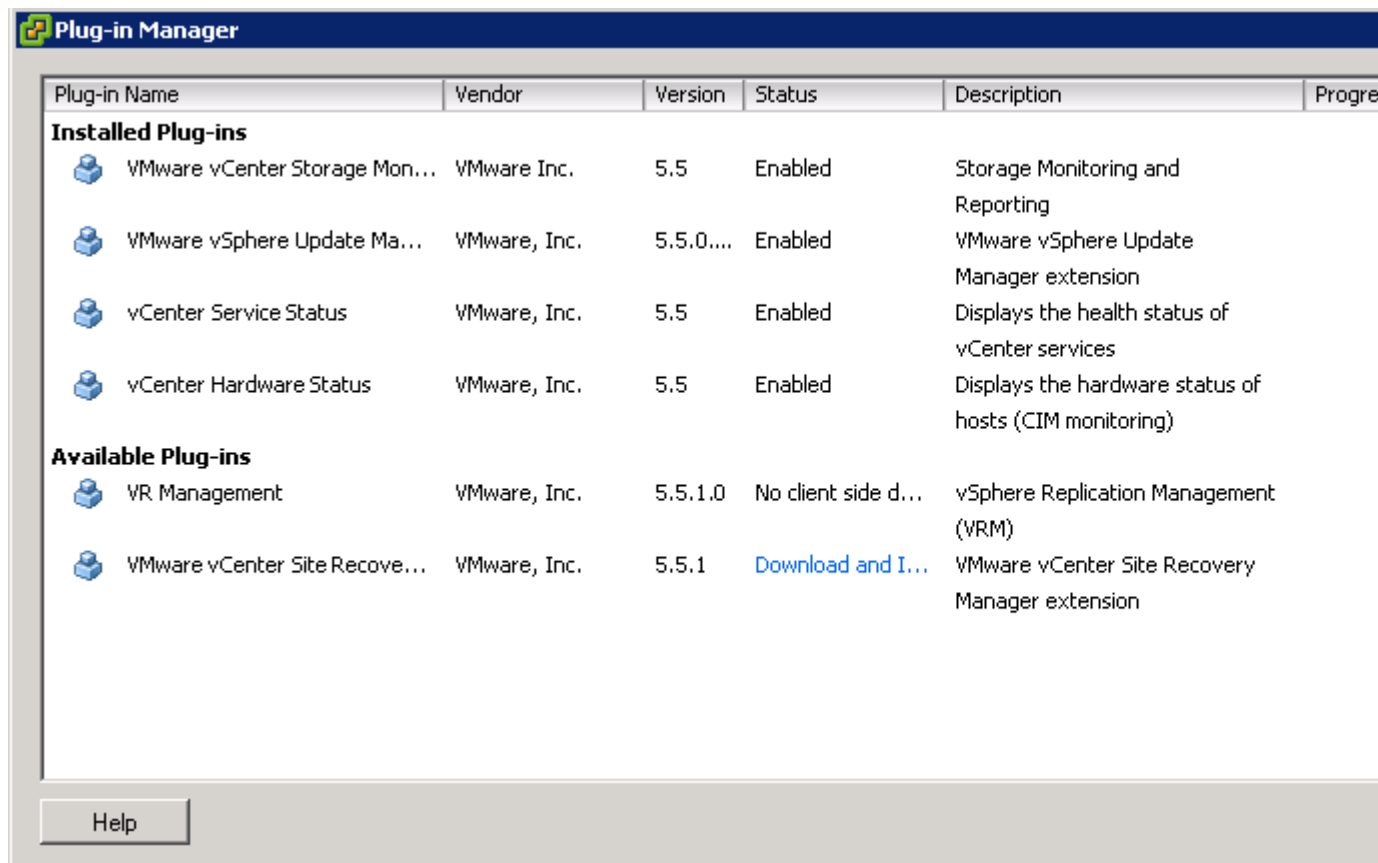 Plug-in Manager
Plug-in Name Vendor Version Status Description Progre
Installed Plug-ins
VMware vCenter Storage Mon... VMware Inc. 5.5 Enabled Storage Monitoring and
Reporting
VMware vSphere Update Ma... VMware, Inc. 5.5.0.... Enabled VMware vSphere Update
Manager extension
vCenter Service Status VMware, Inc. 5.5 Enabled Displays the health status of
vCenter services
vCenter Hardware Status VMware, Inc. 5.5 Enabled Displays the hardware status of
hosts (CIM monitoring)
Available Plug-ins
VR Management VMware, Inc. 5.5.1.0 No client side d... vSphere Replication Management
(VRM)
VMware vCenter Site Recove... VMware, Inc. 5.5.1 Download and I... VMware vCenter Site Recovery
Manager extension
Help